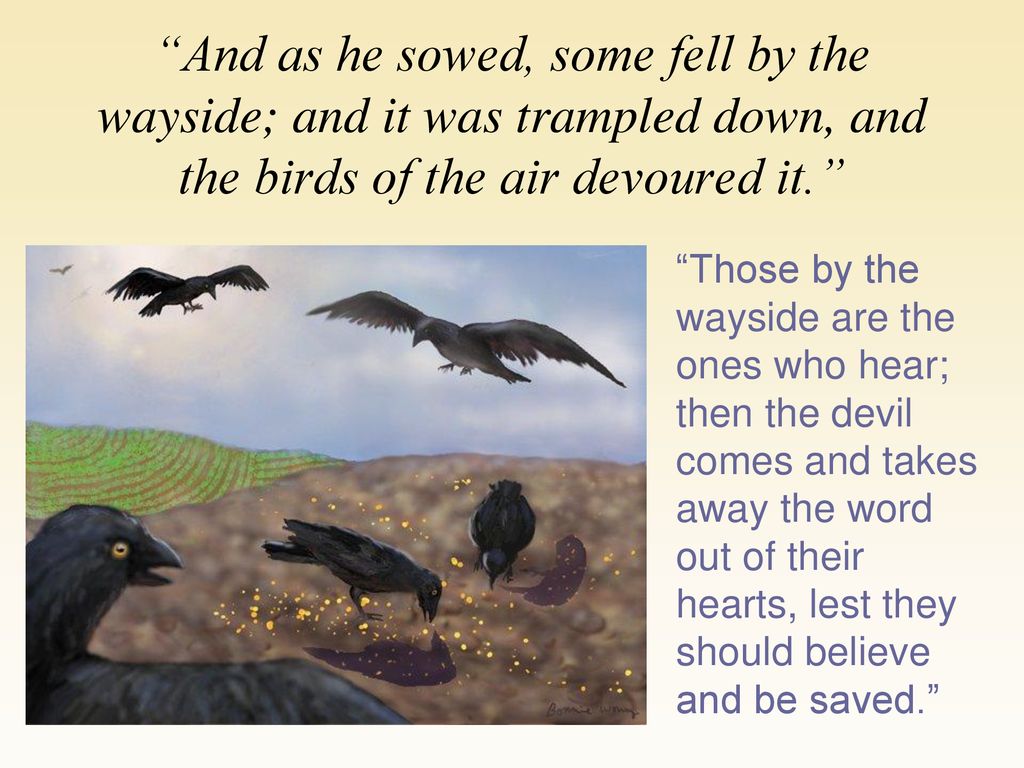 “And as he sowed, some fell by the
wayside; and it was trampled down, and
the birds of the air devoured it.”
“Those by the
wayside are the
ones who hear;
then the devil
comes and takes
away the word
out of their
hearts, lest they
should believe
and be saved.”
Bonnie Wong